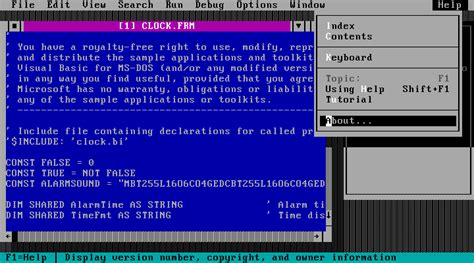 File Edit View Search Run Debug Options Window Help
[1] CLOCK.FRM
' You have a royalty-free right to use, modify, repr
' and distribute the sample applications and toolkit
' Visual Basic for MS-DOS (and/or any modified versio
' in any way you find useful, provided that you agree
' Microsoft has no warranty, obligations or liabilit
' any of the sample applications or toolkits.
' --------------------------------------------------
' Include file containing declarations for called pr
'$INCLUDE: 'clock.bi'
CONST FALSE = 0
CONST TRUE = NOT FALSE
CONST ALARMSOUND = "MBT255L16O6CO4GEDCBT255L16O6CO4GED
DIM SHARED AlarmTime AS STRING ' Alarm ti
DIM SHARED TimeFmt AS STRING ' Time dis
Index
Contents
Keyboard
Topic: F1
Using Help Shift+F1
Tutorial
About...
F1=Help | Display version number, copyright, and owner information